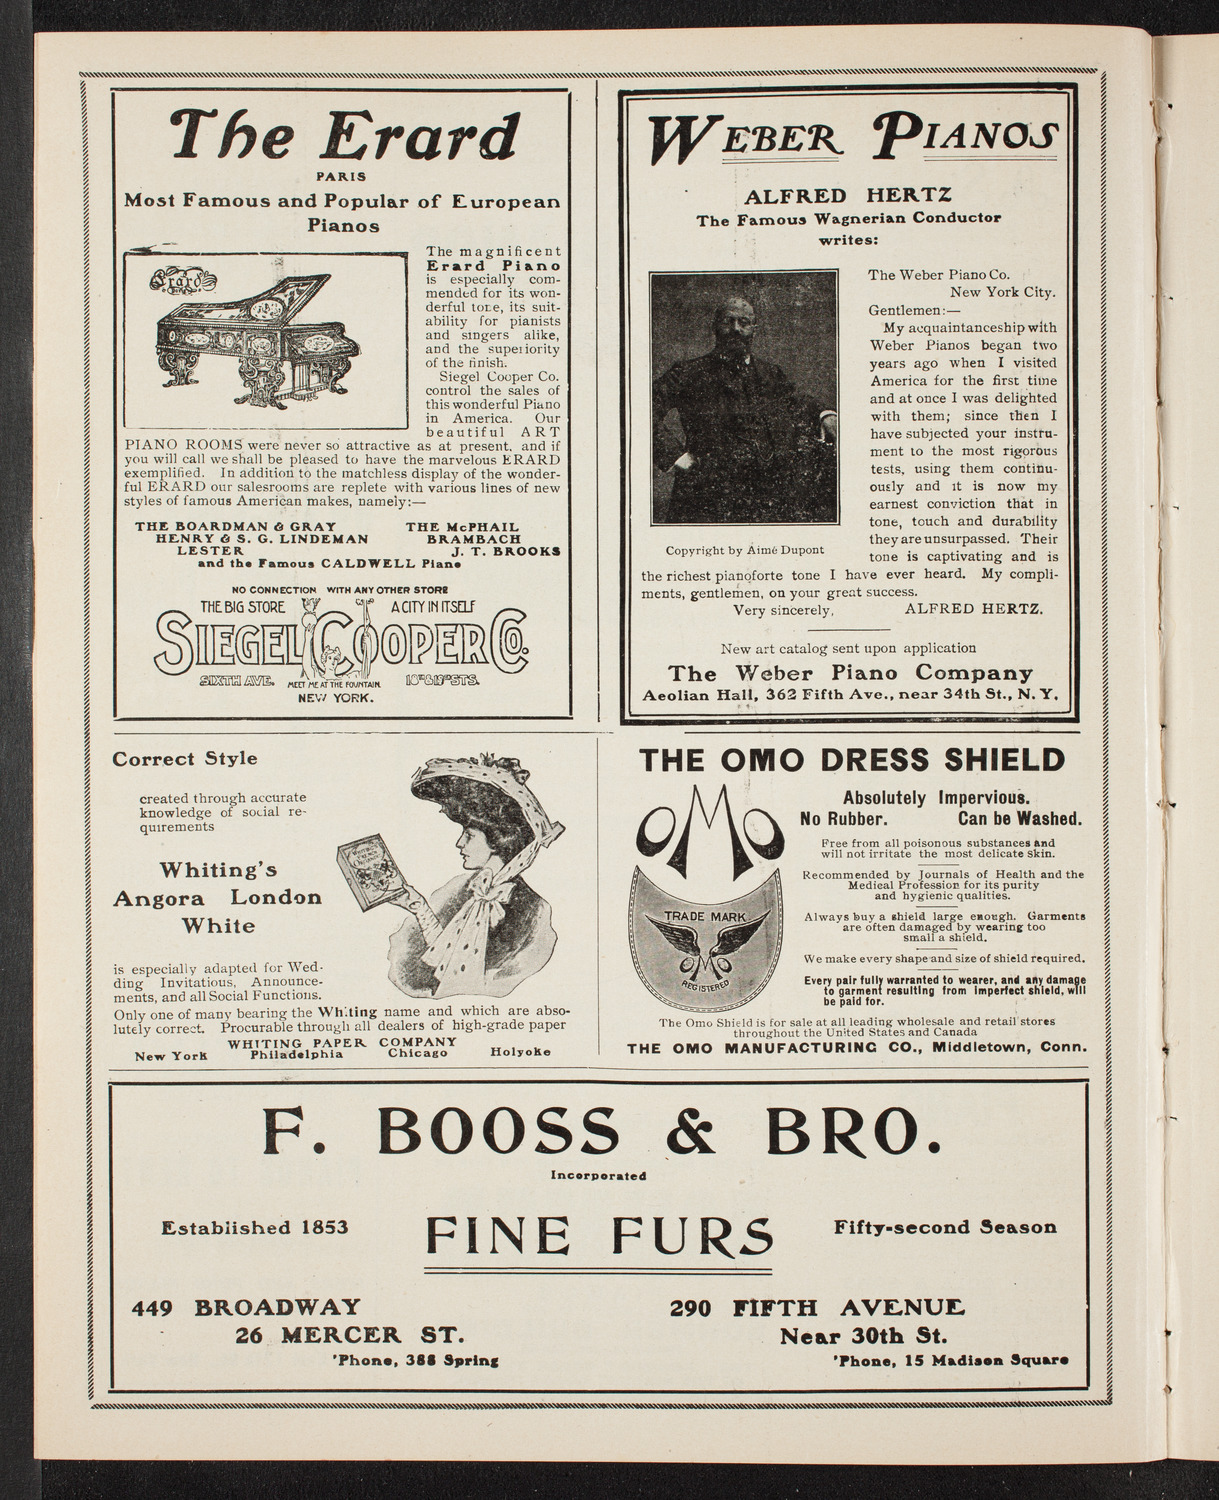 The Erard
PARIS
Most Famous and Popular of European
Pianos
Erard
The magnificent
Erard Piano
is especially com-
mended for its won-
derful tone, its suit-
ability for pianists
and singers alike,
and the superiority
of the finish.
Siegel Cooper Co.
control the sales of
this wonderful Piano
in America. Our
beautiful ART
PIANO ROOMS were never so attractive as at present, and if
you will call we shall be pleased to have the marvelous ERARD
exemplified. In addition to the matchless display of the wonder-
ful ERARD our salesrooms are replete with various lines of new
styles of famous American makes, namely:—
THE BOARDMAN & GRAY THE McPHAIL
HENRY & S. G. LINDEMAN BRAMBACH
LESTER J. T. BROOKS
and the Famous CALDWELL Piano
NO CONNECTION WITH ANY OTHER STORE
THE BIG STORE A CITY IN ITSELF
SIEGEL COOPER CO.
SIXTH AVE. MEET ME AT THE FOUNTAIN. 18TH & 19TH STS.
NEW YORK.
WEBER PIANOS
ALFRED HERTZ
The Famous Wagnerian Conductor
writes:
The Weber Piano Co.
New York City.
Gentlemen:—
My acquaintanceship with
Weber Pianos began two
years ago when I visited
America for the first time
and at once I was delighted
with them; since then I
have subjected your instru-
ment to the most rigorous
tests, using them continu-
ously and it is now my
earnest conviction that in
tone, touch and durability
they are unsurpassed. Their
tone is captivating and is
Copyright by Aimé Dupont
the richest pianoforte tone I have ever heard. My compli-
ments, gentlemen, on your great success.
Very sincerely, ALFRED HERTZ.
New art catalog sent upon application
The Weber Piano Company
Aeolian Hall, 362 Fifth Ave., near 34th St., N. Y.
Correct Style
created through accurate
knowledge of social re-
quirements
Whiting's
Angora London
White
is especially adapted for Wed-
ding Invitations, Announce-
ments, and all Social Functions.
Only one of many bearing the Whiting name and which are abso-
lutely correct. Procurable through all dealers of high-grade paper
WHITING PAPER COMPANY
New York Philadelphia Chicago Holyoke
THE OMO DRESS SHIELD
OMO
Absolutely Impervious.
No Rubber. Can be Washed.
Free from all poisonous substances and
will not irritate the most delicate skin.
Recommended by Journals of Health and the
Medical Profession for its purity
and hygienic qualities.
TRADE MARK
OMO
REGISTERED
Always buy a shield large enough. Garments
are often damaged by wearing too
small a shield.
We make every shape and size of shield required.
Every pair fully warranted to wearer, and any damage
to garment resulting from imperfect shield, will
be paid for.
The Omo Shield is for sale at all leading wholesale and retail stores
throughout the United States and Canada
THE OMO MANUFACTURING CO., Middletown, Conn.
F. BOOSS & BRO.
Incorporated
Established 1853 FINE FURS Fifty-second Season
449 BROADWAY
26 MERCER ST.
'Phone, 388 Spring
290 FIFTH AVENUE
Near 30th St.
'Phone, 15 Madison Square